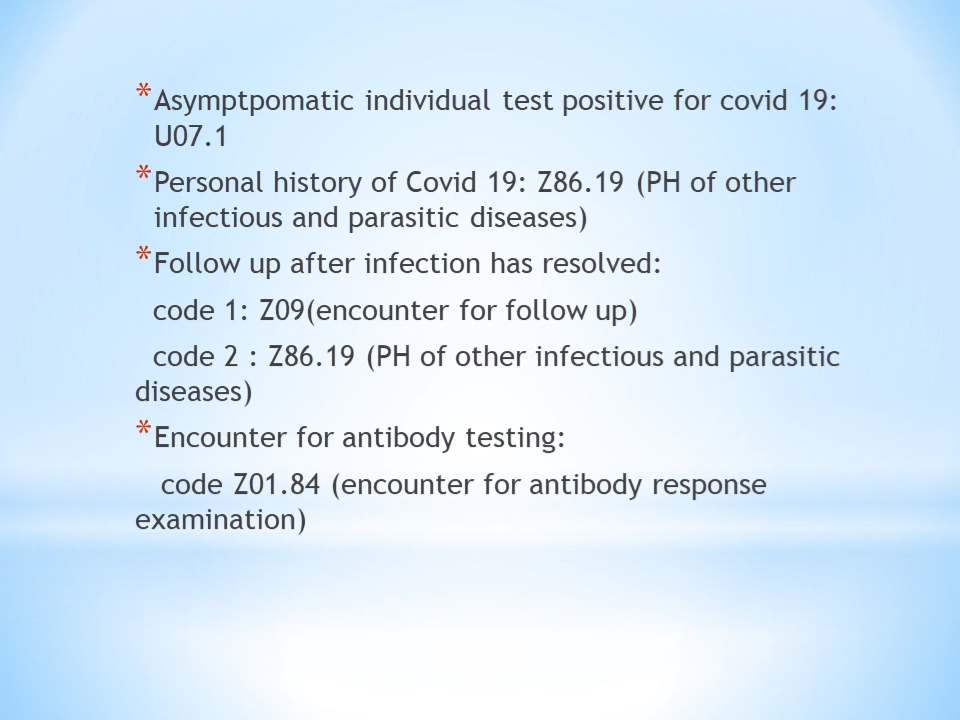 * Asymptpomatic individual test positive for covid 19:
U07.1
* Personal history of Covid 19: Z86.19 (PH of other
infectious and parasitic diseases)
* Follow up after infection has resolved:
code 1: Z09(encounter for follow up)
code 2 : Z86.19 (PH of other infectious and parasitic
diseases)
* Encounter for antibody testing:
code Z01.84 (encounter for antibody response
examination)